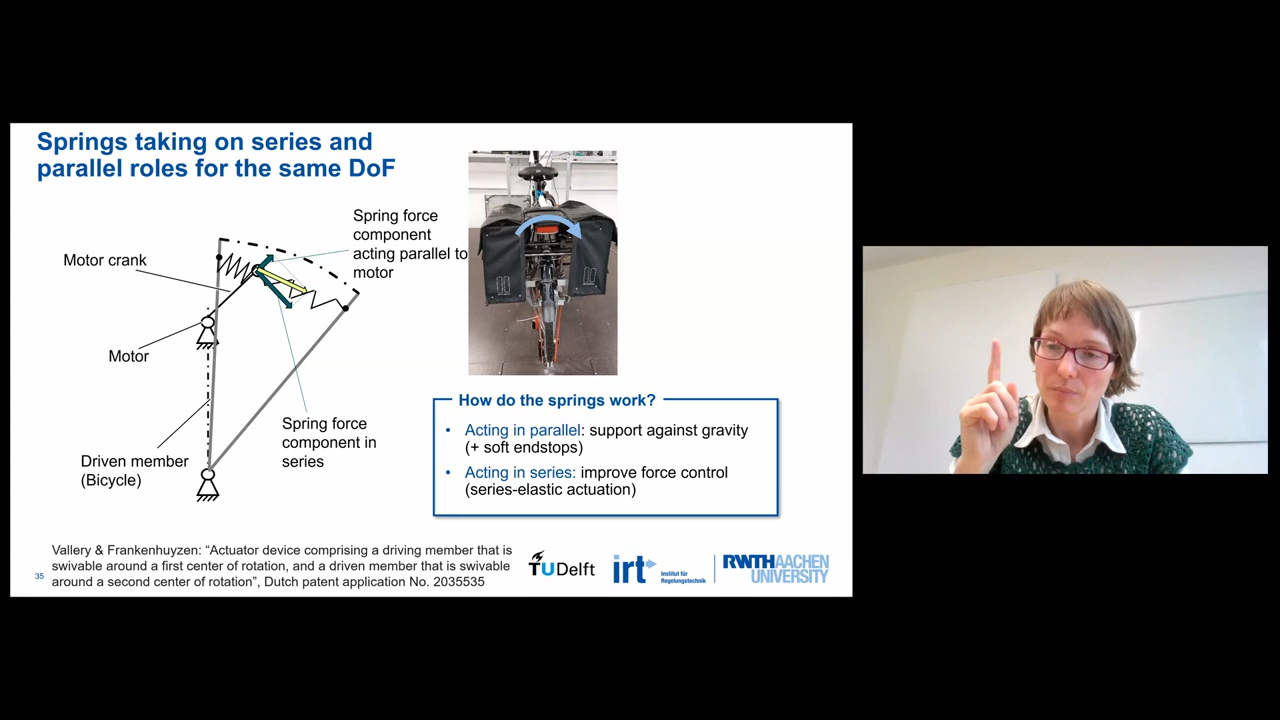 Springs taking on series and
parallel roles for the same DoF
Spring force
component
acting parallel to
motor
Motor crank
Motor
Spring force
component in
series
Driven member
(Bicycle)
How do the springs work?
• Acting in parallel: support against gravity
(+ soft endstops)
• Acting in series: improve force control
(series-elastic actuation)
Vallery & Frankenhuyzen: “Actuator device comprising a driving member that is
swivable around a first center of rotation, and a driven member that is swivable
around a second center of rotation”, Dutch patent application No. 2035535
35
TUDelft
irt
Institut für
Regelungstechnik
RWTHAACHEN
UNIVERSITY